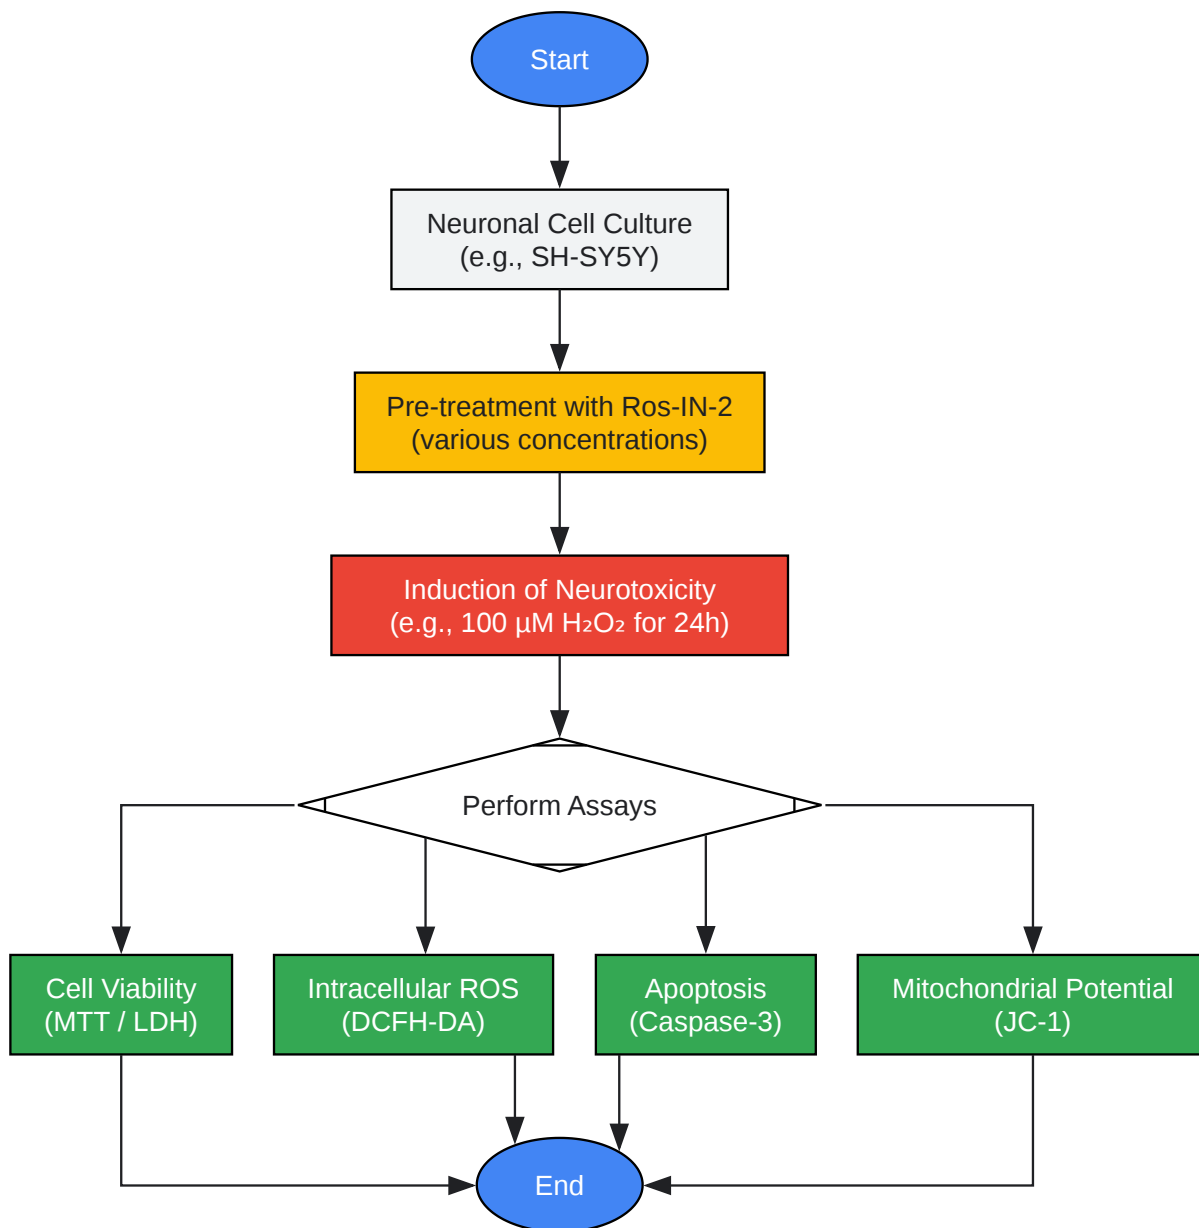 Start
Neuronal Cell Culture
(e.g., SH-SY5Y)
Pre-treatment with Ros-IN-2
(various concentrations)
Induction of Neurotoxicity
(e.g., 100 µM H₂O₂ for 24h)
Perform Assays
Cell Viability
(MTT / LDH)
Intracellular ROS
(DCFH-DA)
Apoptosis
(Caspase-3)
Mitochondrial Potential
(JC-1)
End